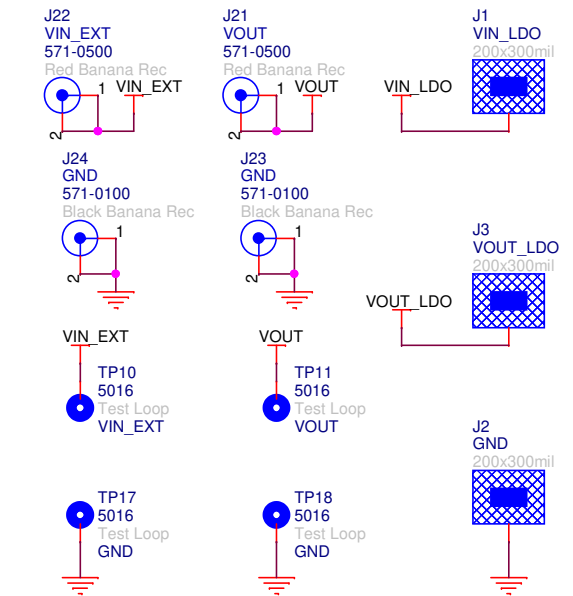 J22
VIN_EXT
571-0500
Red Banana Rec
1
VIN_EXT
2
J21
VOUT
571-0500
Red Banana Rec
1
VOUT
2
J1
VIN_LDO
200x300mil
VIN_LDO
J24
GND
571-0100
Black Banana Rec
1
2
J23
GND
571-0100
Black Banana Rec
1
2
J3
VOUT_LDO
200x300mil
VOUT_LDO
VIN_EXT
TP10
5016
Test Loop
VIN_EXT
VOUT
TP11
5016
Test Loop
VOUT
J2
GND
200x300mil
TP17
5016
Test Loop
GND
TP18
5016
Test Loop
GND